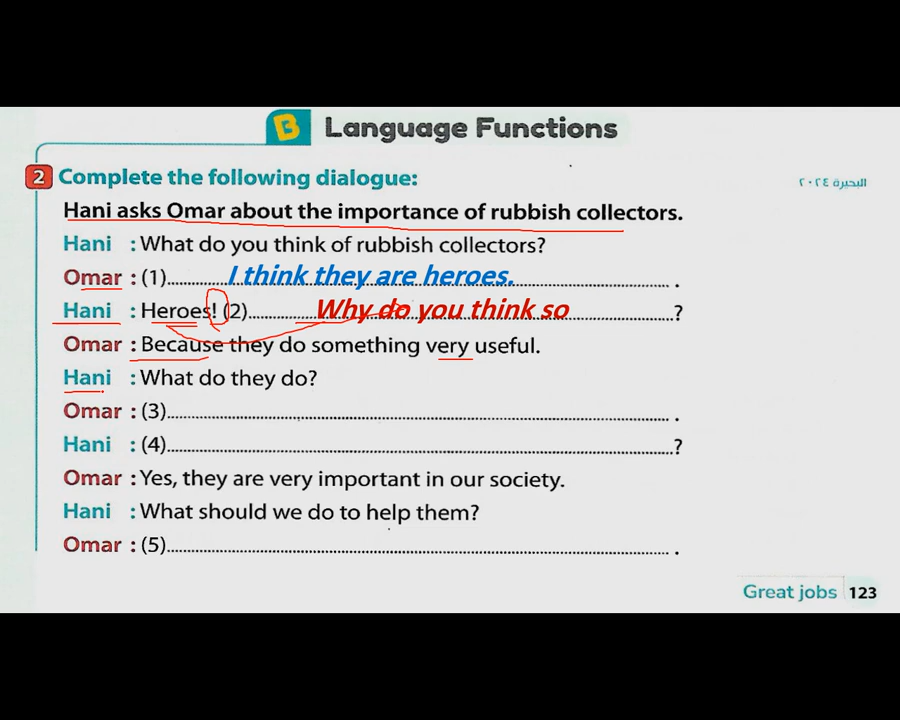 B Language Functions
2 Complete the following dialogue:
البحيرة ٢٠٢٤
Hani asks Omar about the importance of rubbish collectors.
Hani : What do you think of rubbish collectors?
Omar : (1)..........I think they are heroes...........
Hani : Heroes! (2)..........Why do you think so..........?
Omar : Because they do something very useful.
Hani : What do they do?
Omar : (3).................... .
Hani : (4)....................?
Omar : Yes, they are very important in our society.
Hani : What should we do to help them?
Omar : (5).................... .
Great jobs 123